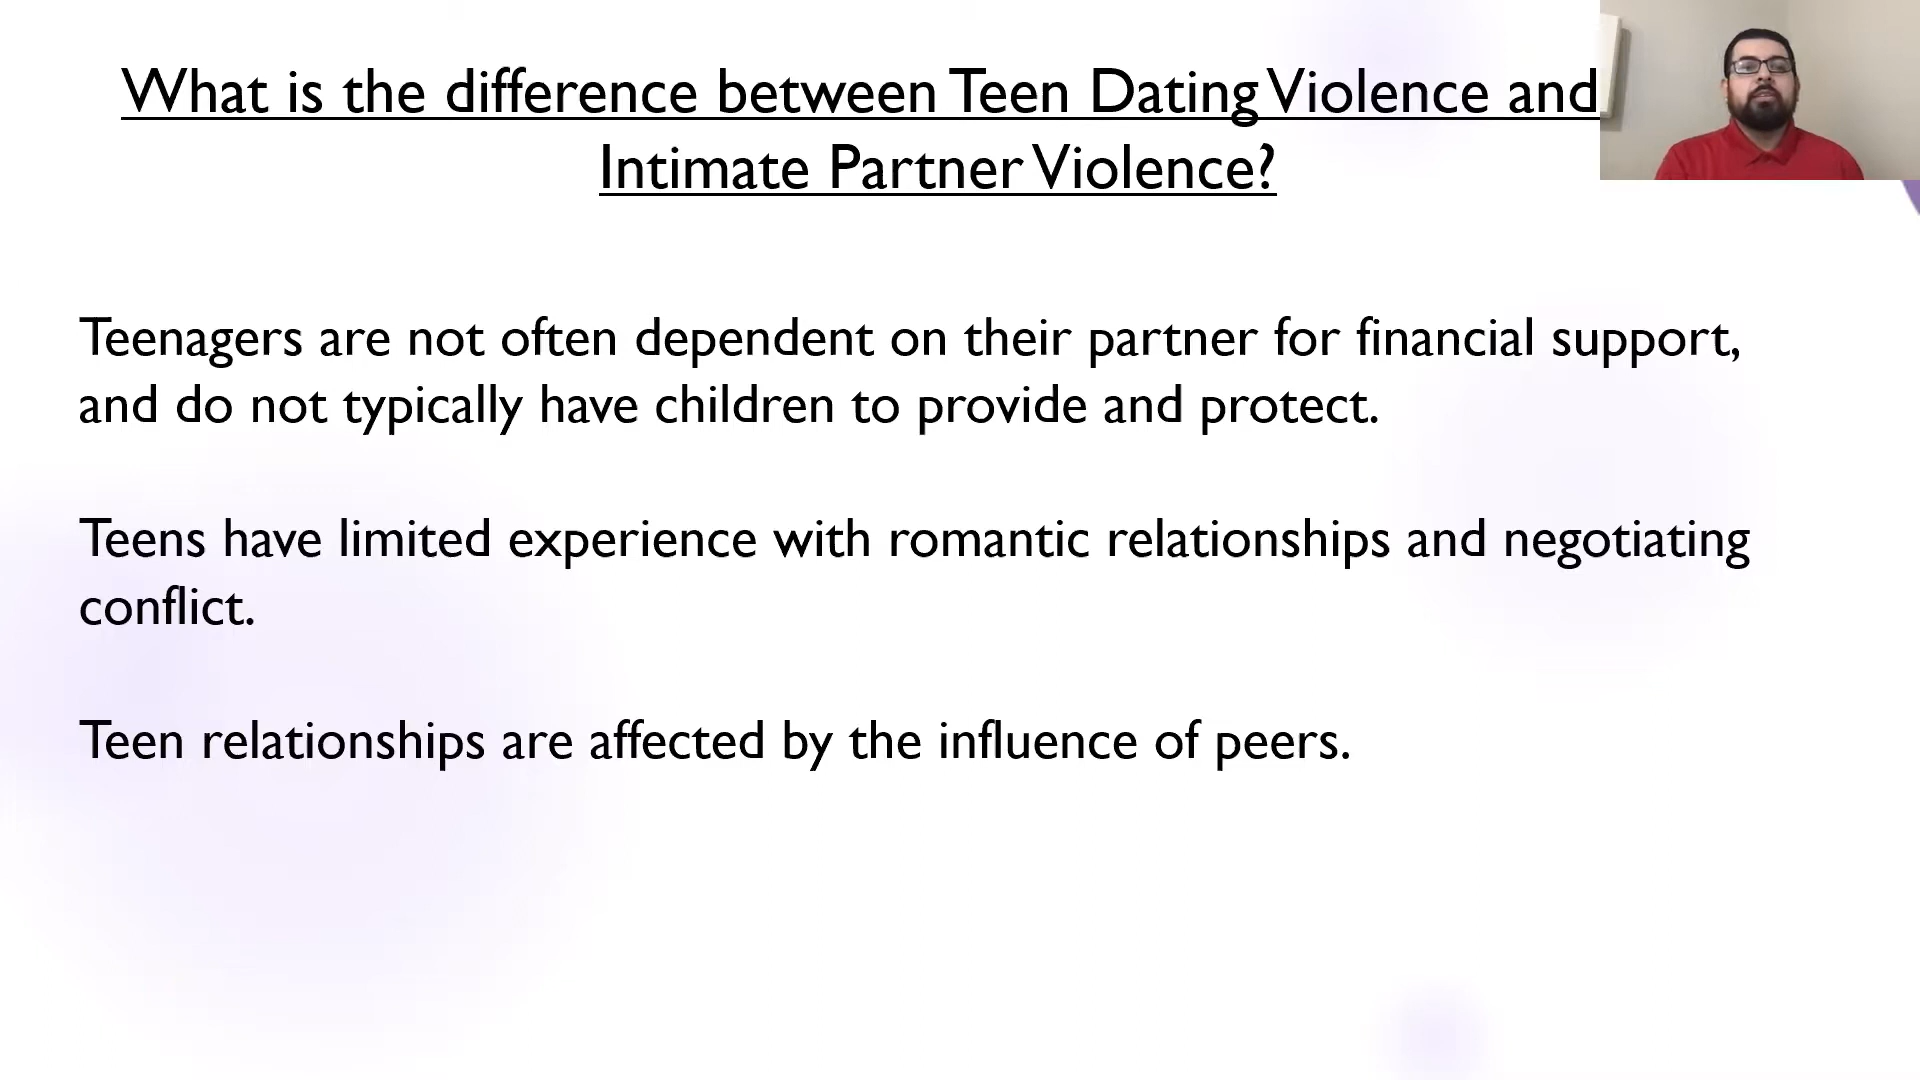 What is the difference between Teen Dating Violence and
Intimate Partner Violence?
Teenagers are not often dependent on their partner for financial support,
and do not typically have children to provide and protect.
Teens have limited experience with romantic relationships and negotiating
conflict.
Teen relationships are affected by the influence of peers.